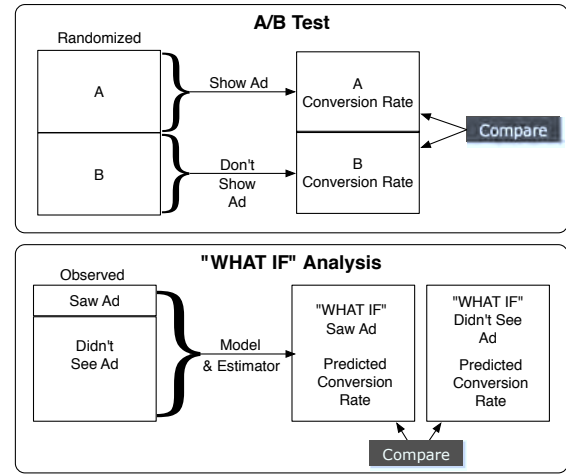 A/B Test
Randomized
A
B
Show Ad
Don't
Show
Ad
A
Conversion Rate
B
Conversion Rate
Compare
"WHAT IF" Analysis
Observed
Saw Ad
Didn't
See Ad
Model
& Estimator
"WHAT IF"
Saw Ad
Predicted
Conversion
Rate
"WHAT IF"
Didn't See
Ad
Predicted
Conversion
Rate
Compare